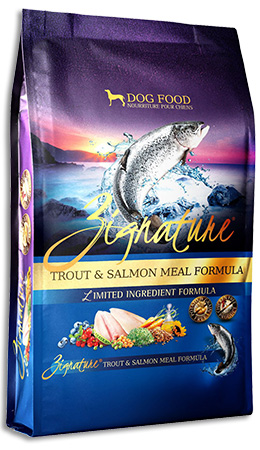 DOG FOOD
NOURRITURE POUR CHIENS
Zignature®
TROUT & SALMON MEAL FORMULA
LIMITED INGREDIENT FORMULA
Zignature® TROUT & SALMON MEAL FORMULA